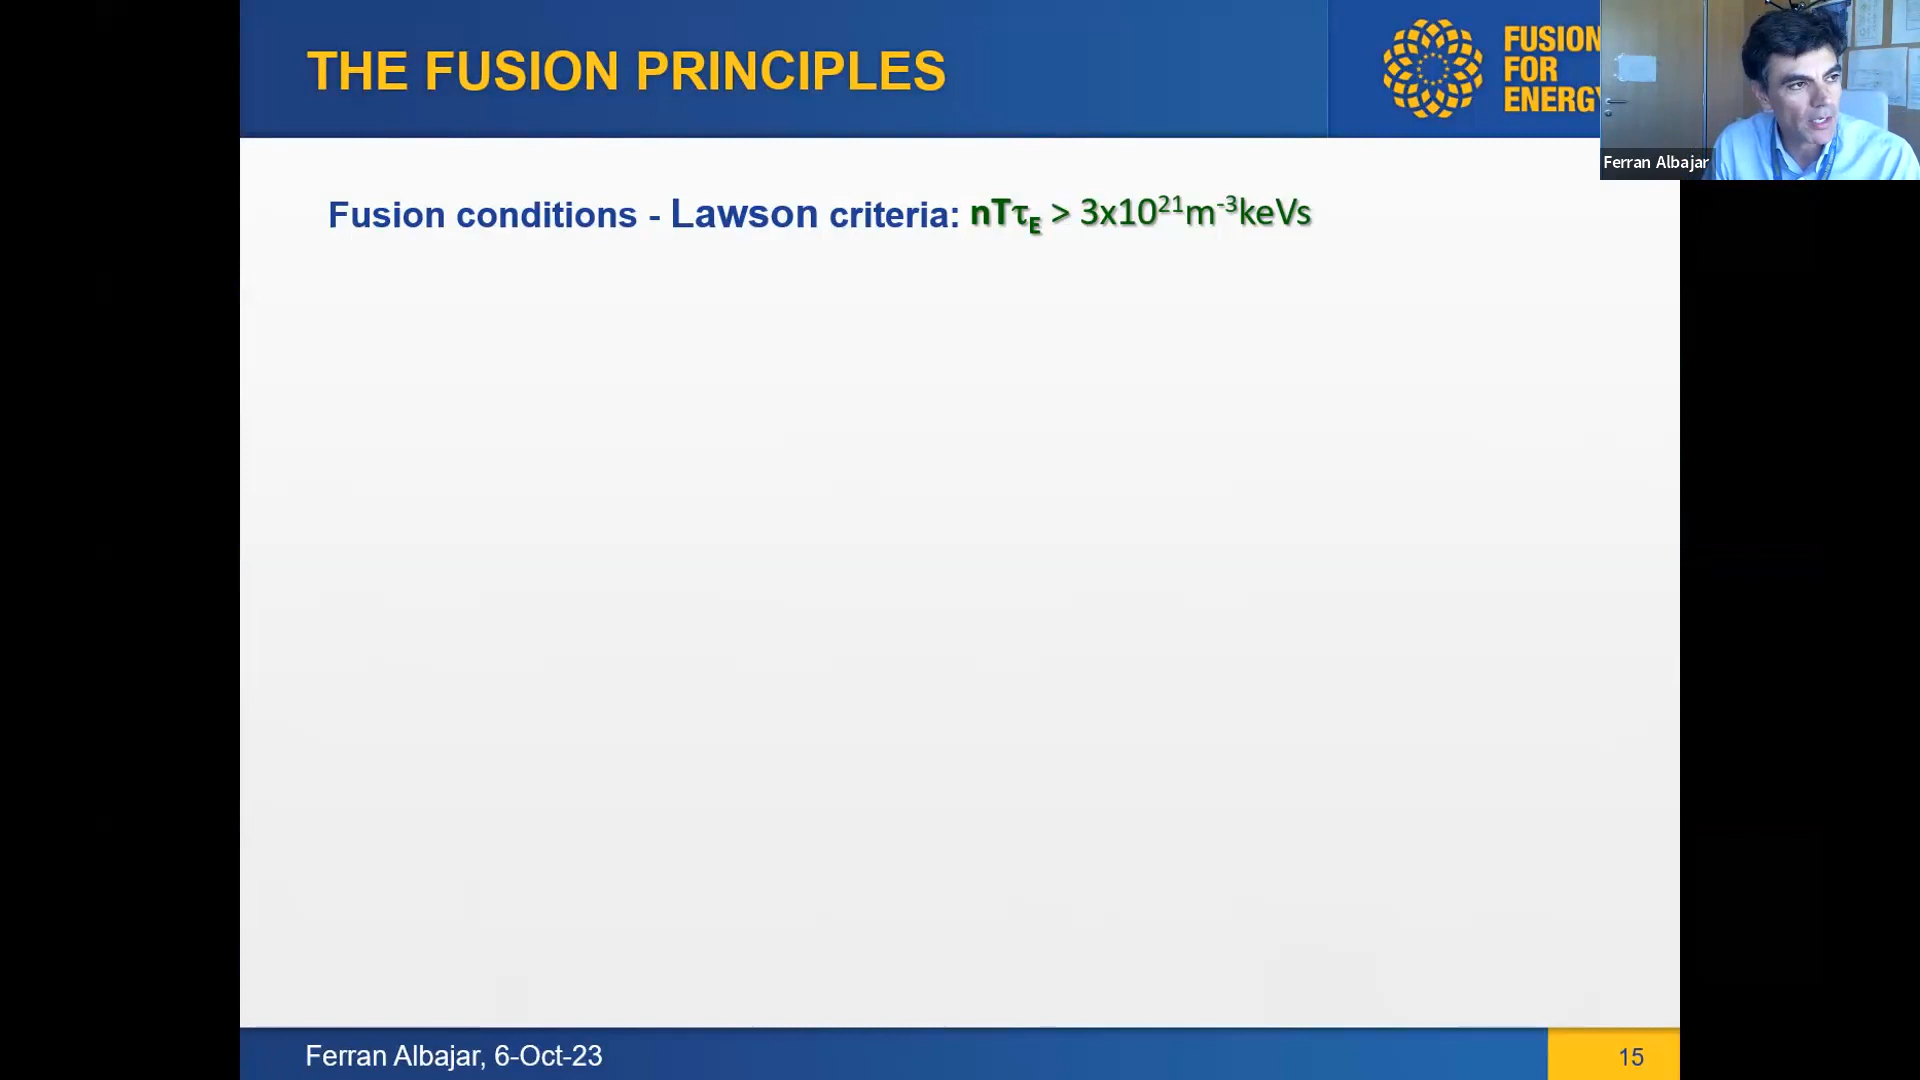 THE FUSION PRINCIPLES
FUSION
FOR
ENERGY
Ferran Albajar
Fusion conditions - Lawson criteria: nTτ_E > 3x10²¹m⁻³keVs
Ferran Albajar, 6-Oct-23
15